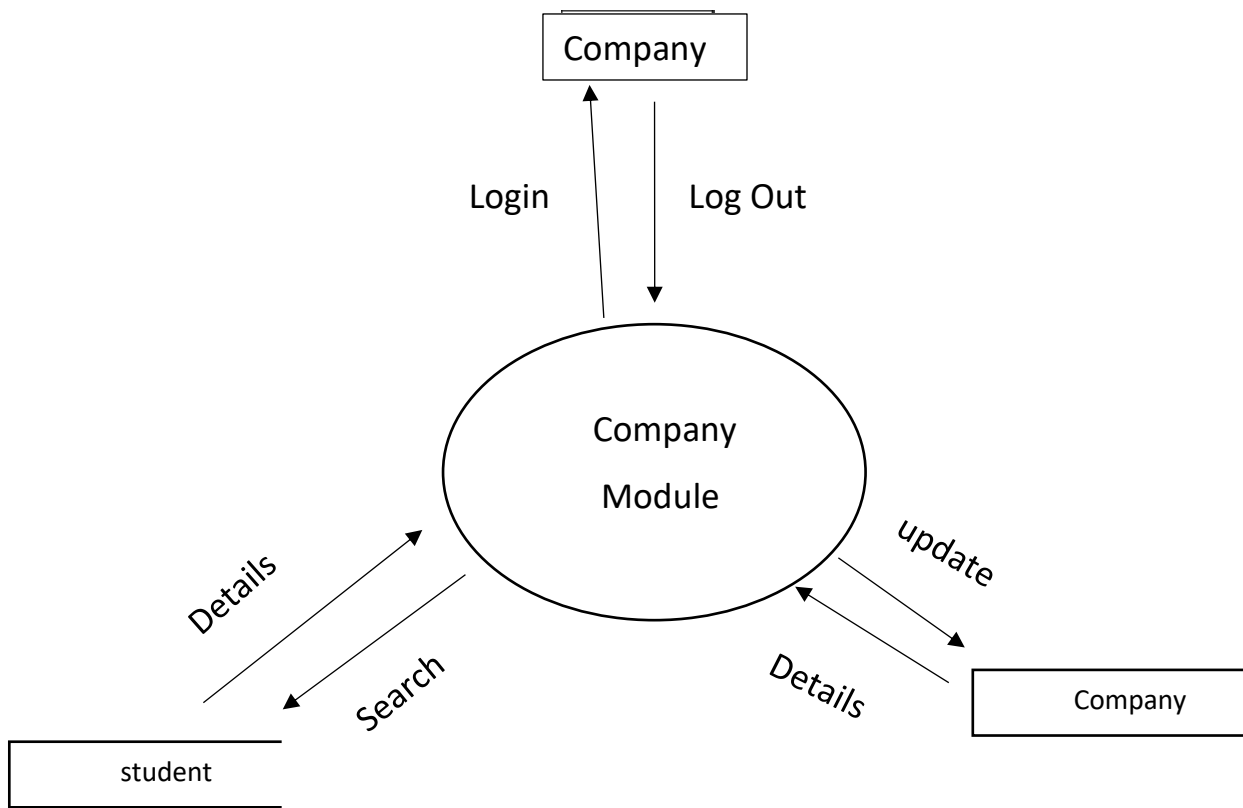 Company
Login
Log Out
Company
Module
update
Details
Details
Search
Company
student